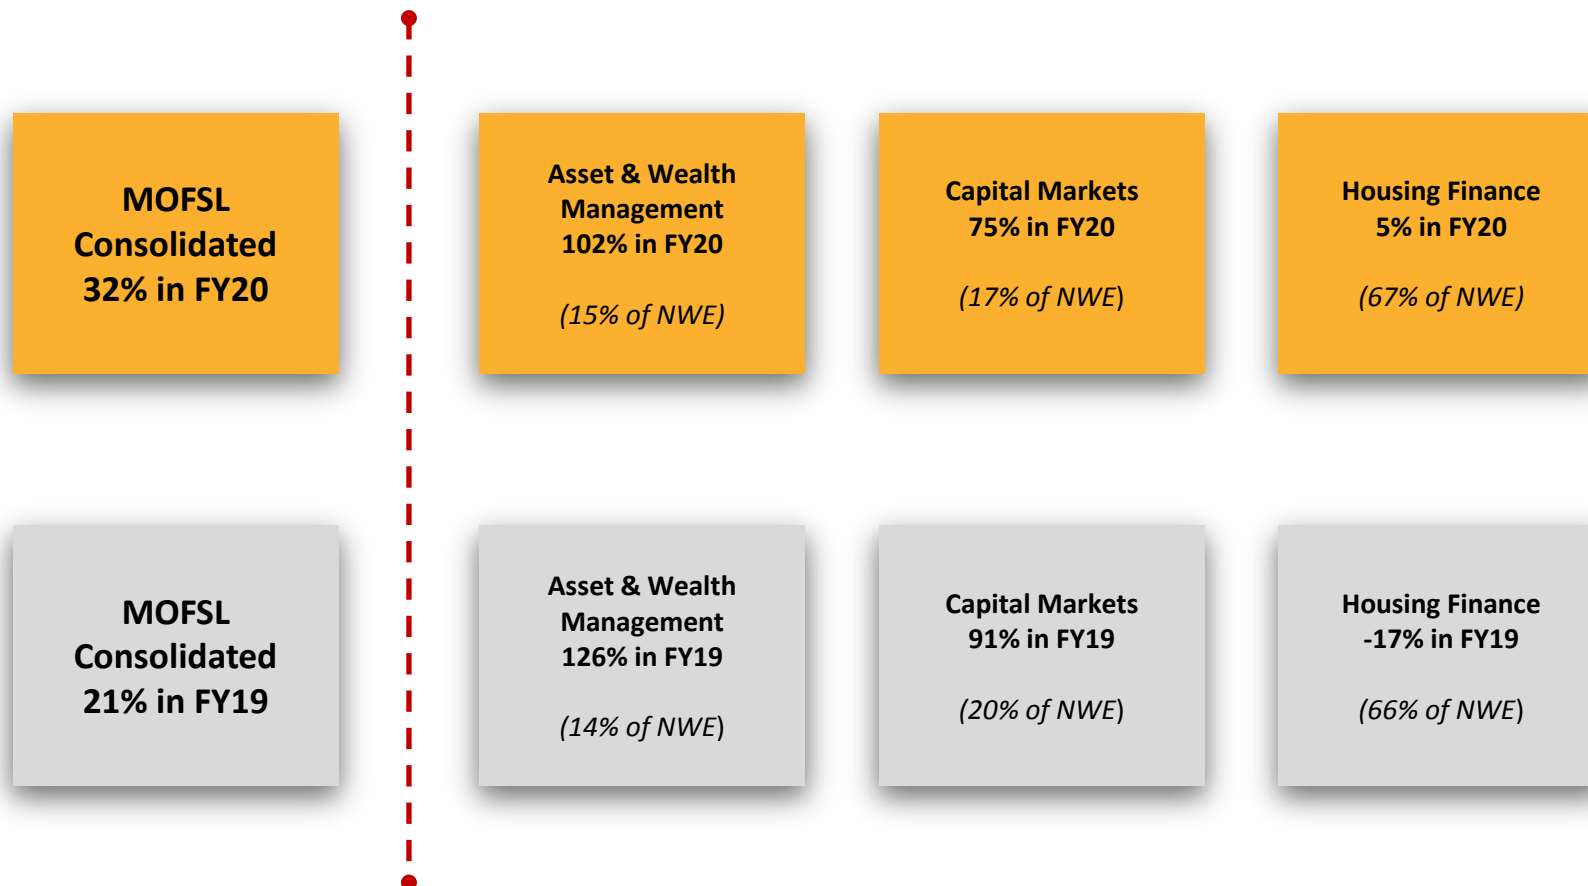 MOFSL
Consolidated
32% in FY20
Asset & Wealth
Management
102% in FY20
(15% of NWE)
Capital Markets
75% in FY20
(17% of NWE)
Housing Finance
5% in FY20
(67% of NWE)
MOFSL
Consolidated
21% in FY19
Asset & Wealth
Management
126% in FY19
(14% of NWE)
Capital Markets
91% in FY19
(20% of NWE)
Housing Finance
-17% in FY19
(66% of NWE)